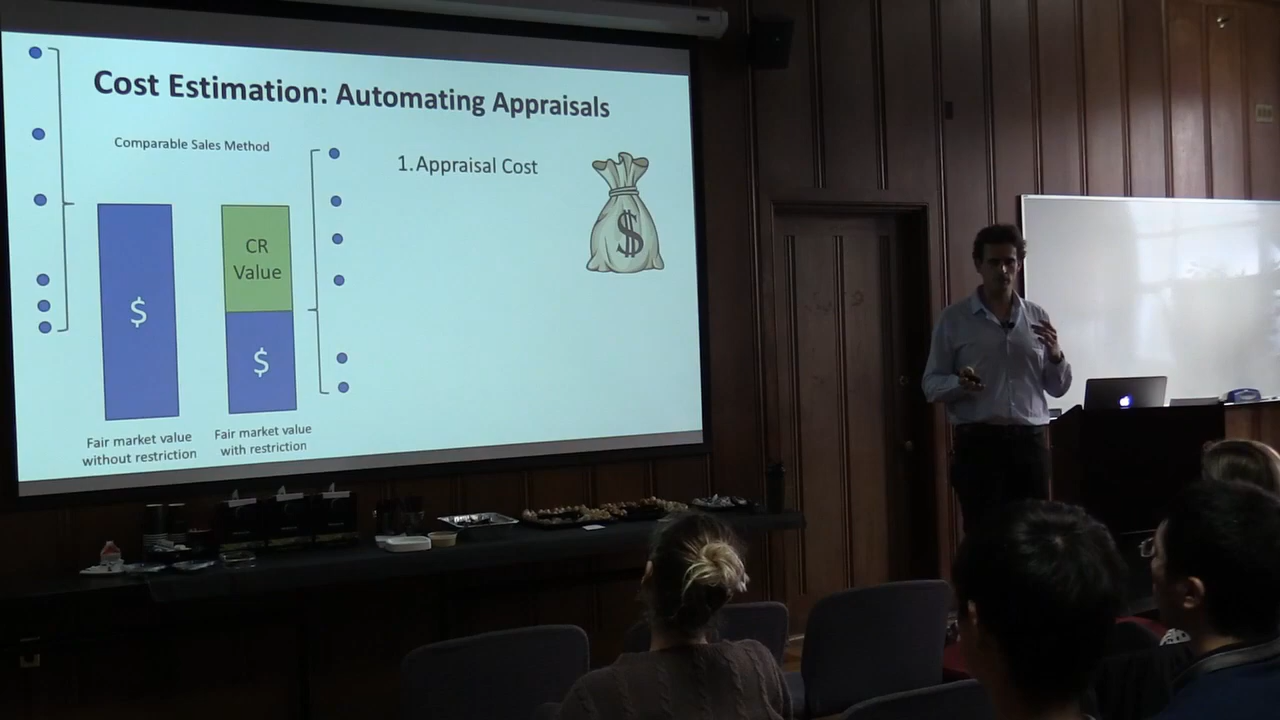 Cost Estimation: Automating Appraisals
Comparable Sales Method
1. Appraisal Cost
$
CR
Value
$
$
Fair market value
without restriction
Fair market value
with restriction